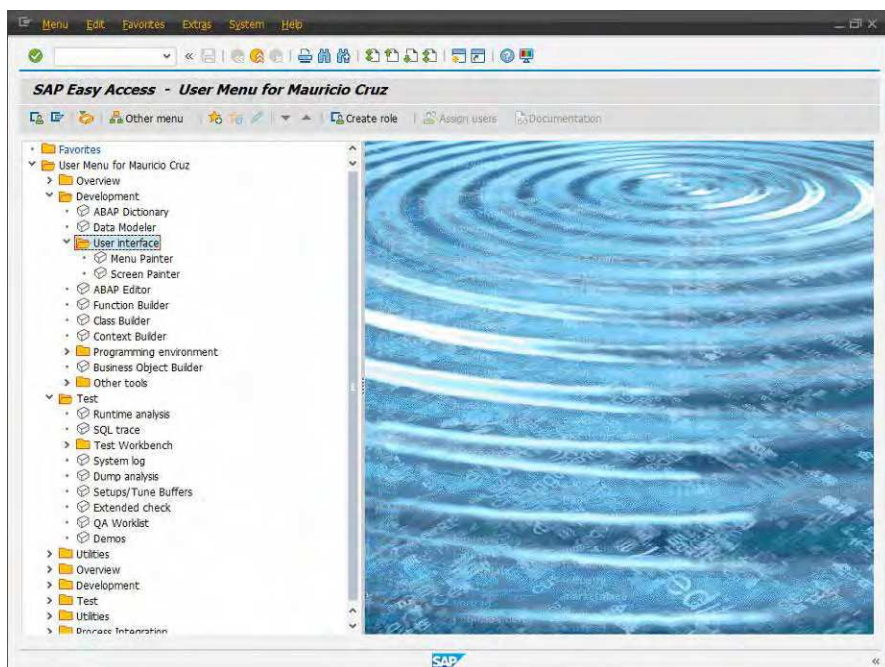 Menu Edit Favorites Extras System Help
SAP Easy Access - User Menu for Mauricio Cruz
Other menu Create role Assign users Documentation
Favorites
User Menu for Mauricio Cruz
Overview
Development
ABAP Dictionary
Data Modeler
User interface
Menu Painter
Screen Painter
ABAP Editor
Function Builder
Class Builder
Context Builder
Programming environment
Business Object Builder
Other tools
Test
Runtime analysis
SQL trace
Test Workbench
System log
Dump analysis
Setups/Tune Buffers
Extended check
QA Worklist
Demos
Utilities
Overview
Development
Test
Utilities
Process Integration
SAP